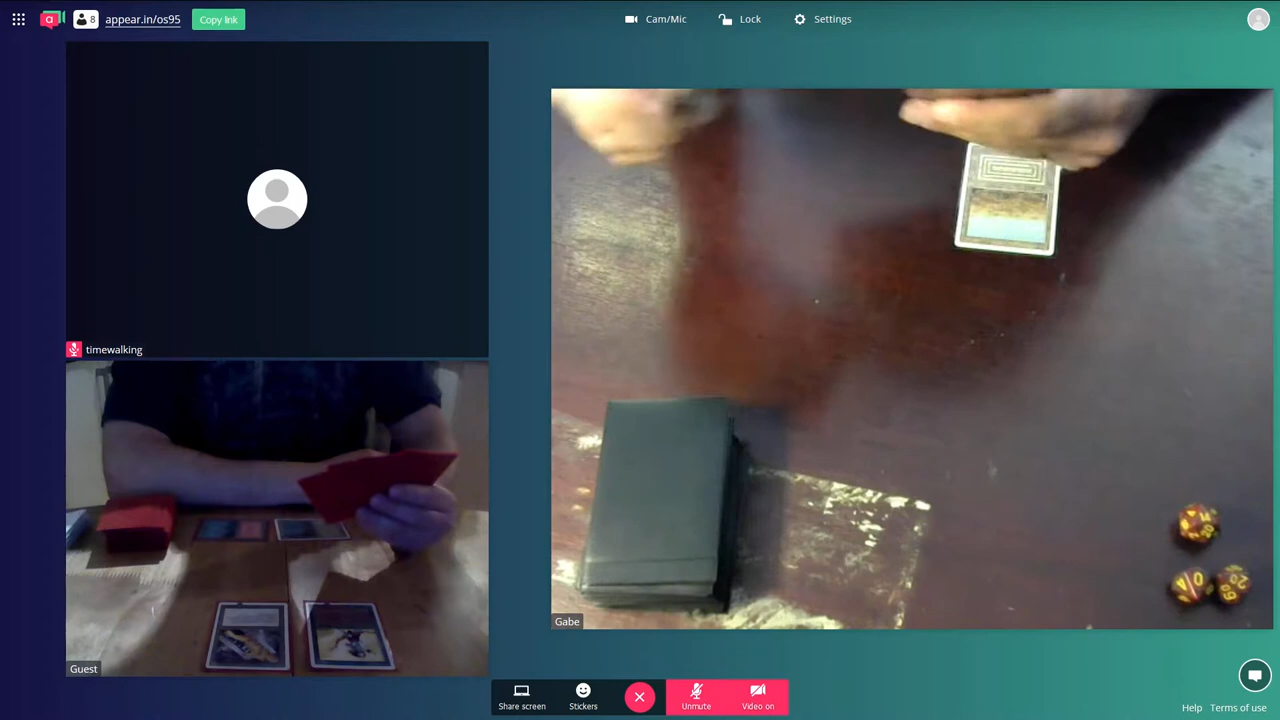 8
appear.in/os95
Copy link
Cam/Mic
Lock
Settings
timewalking
Guest
Gabe
Share screen
Stickers
Unmute
Video on
Help
Terms of use